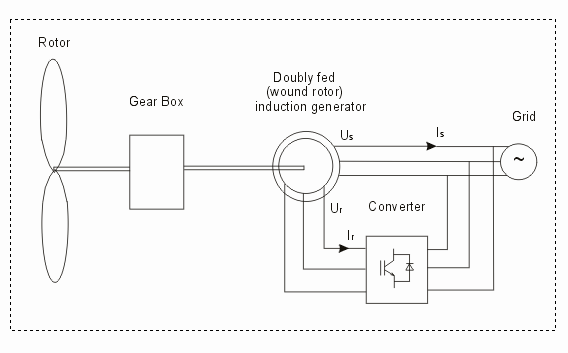 Rotor
Gear Box
Doubly fed
(wound rotor)
induction generator
Grid
Us
Is
~
Ur
Converter
Ir